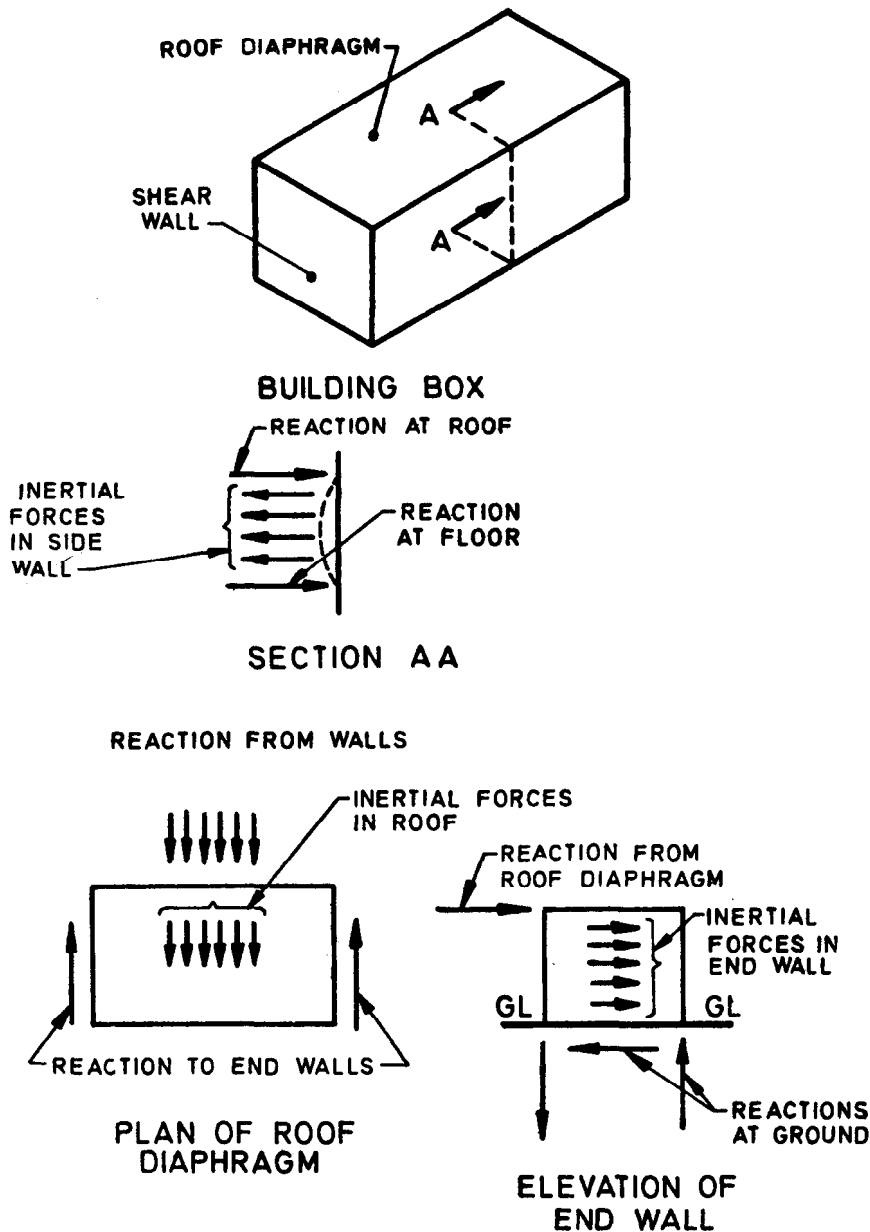 ROOF DIAPHRAGM
A
SHEAR
WALL
A
BUILDING BOX
REACTION AT ROOF
INERTIAL
FORCES
IN SIDE
WALL
REACTION
AT FLOOR
SECTION AA
REACTION FROM WALLS
INERTIAL FORCES
IN ROOF
REACTION TO END WALLS
PLAN OF ROOF
DIAPHRAGM
REACTION FROM
ROOF DIAPHRAGM
INERTIAL
FORCES IN
END WALL
GL
GL
REACTIONS
AT GROUND
ELEVATION OF
END WALL